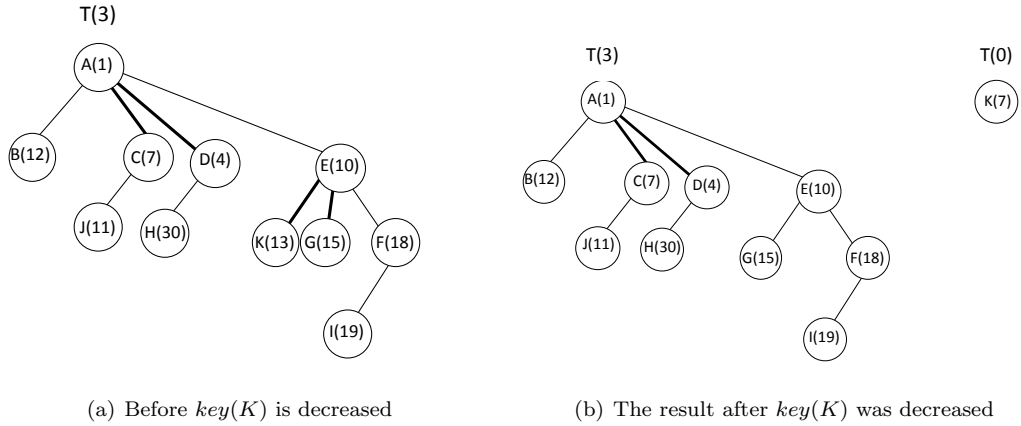 T(3)
A(1)
B(12)
C(7)
D(4)
E(10)
J(11)
H(30)
K(13)
G(15)
F(18)
I(19)
(a) Before key(K) is decreased
T(3)
T(0)
A(1)
K(7)
B(12)
C(7)
D(4)
E(10)
J(11)
H(30)
G(15)
F(18)
I(19)
(b) The result after key(K) was decreased